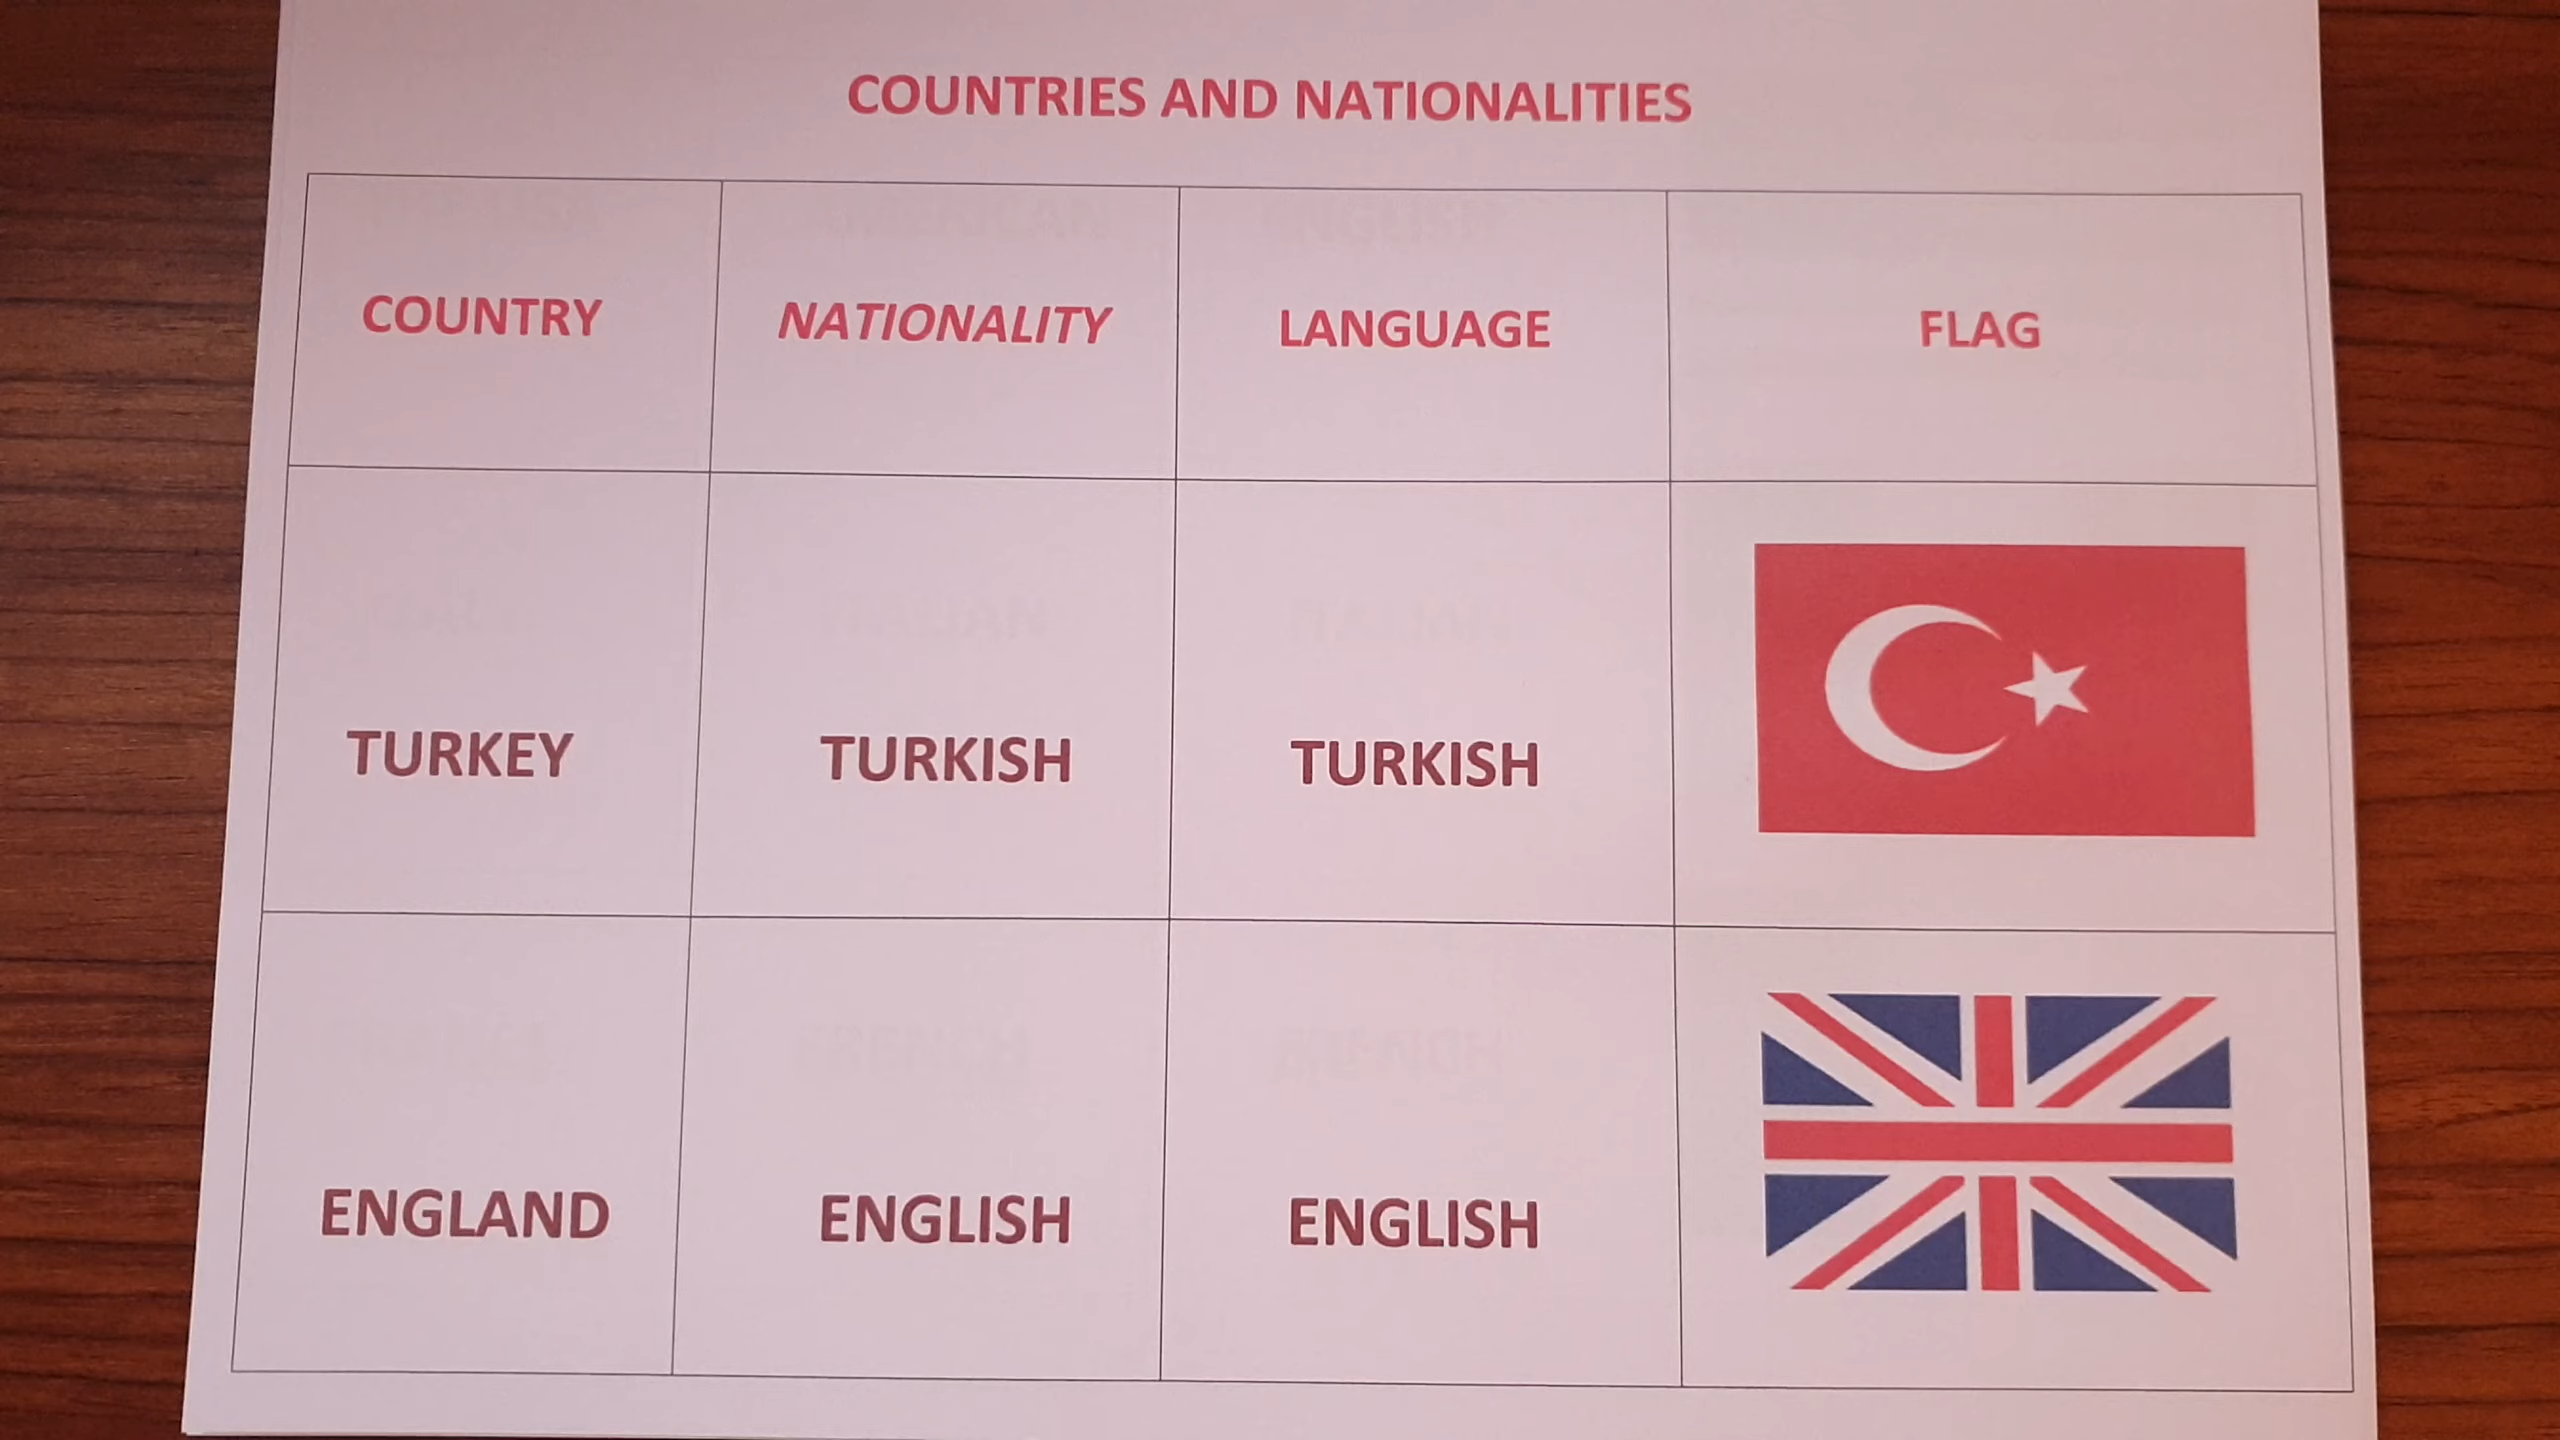 COUNTRIES AND NATIONALITIES
COUNTRY NATIONALITY LANGUAGE FLAG
TURKEY TURKISH TURKISH
ENGLAND ENGLISH ENGLISH